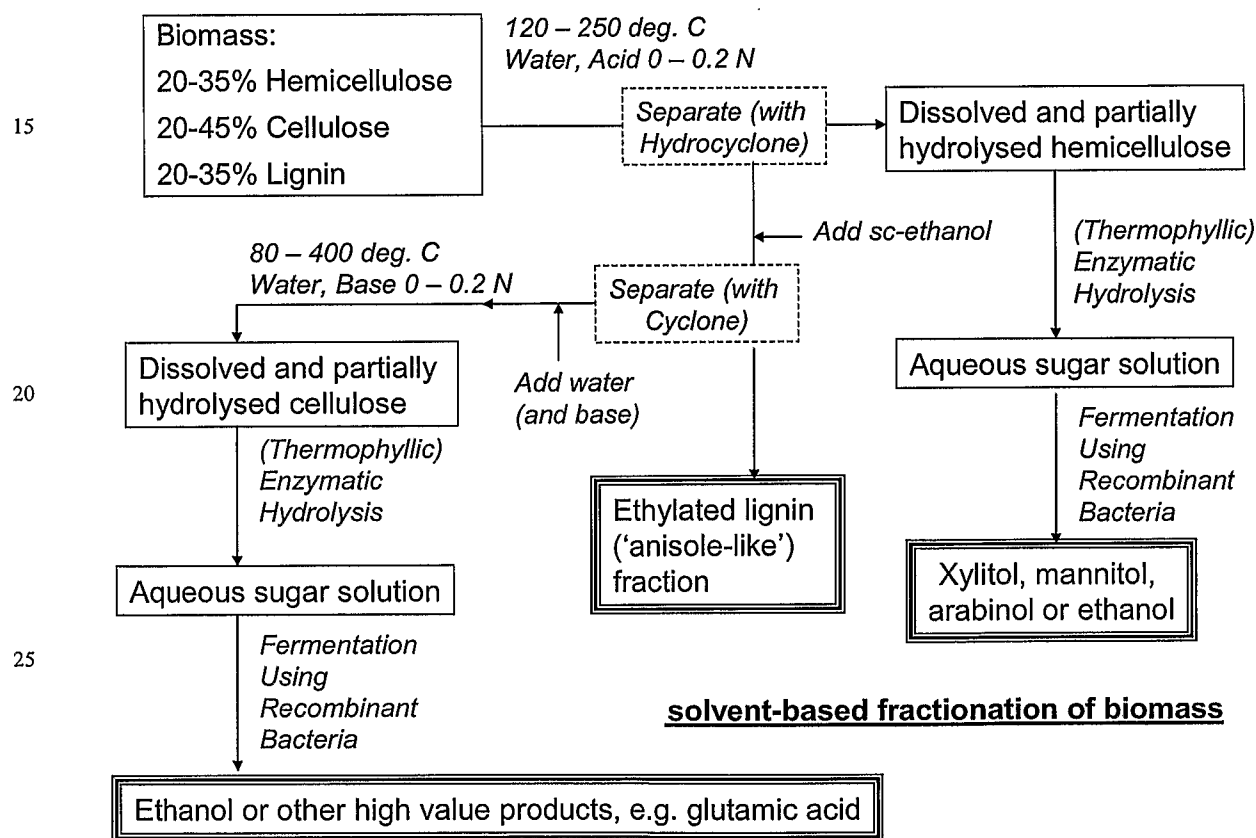 Biomass:
20-35% Hemicellulose
20-45% Cellulose
20-35% Lignin
120 – 250 deg. C
Water, Acid 0 – 0.2 N
Separate (with
Hydrocyclone)
Dissolved and partially
hydrolysed hemicellulose
15
Add sc-ethanol
(Thermophyllic)
Enzymatic
Hydrolysis
80 – 400 deg. C
Water, Base 0 – 0.2 N
Separate (with
Cyclone)
Dissolved and partially
hydrolysed cellulose
Add water
(and base)
Aqueous sugar solution
20
(Thermophyllic)
Enzymatic
Hydrolysis
Fermentation
Using
Recombinant
Bacteria
Ethylated lignin
('anisole-like')
fraction
Xylitol, mannitol,
arabinol or ethanol
Aqueous sugar solution
25
Fermentation
Using
Recombinant
Bacteria
solvent-based fractionation of biomass
Ethanol or other high value products, e.g. glutamic acid